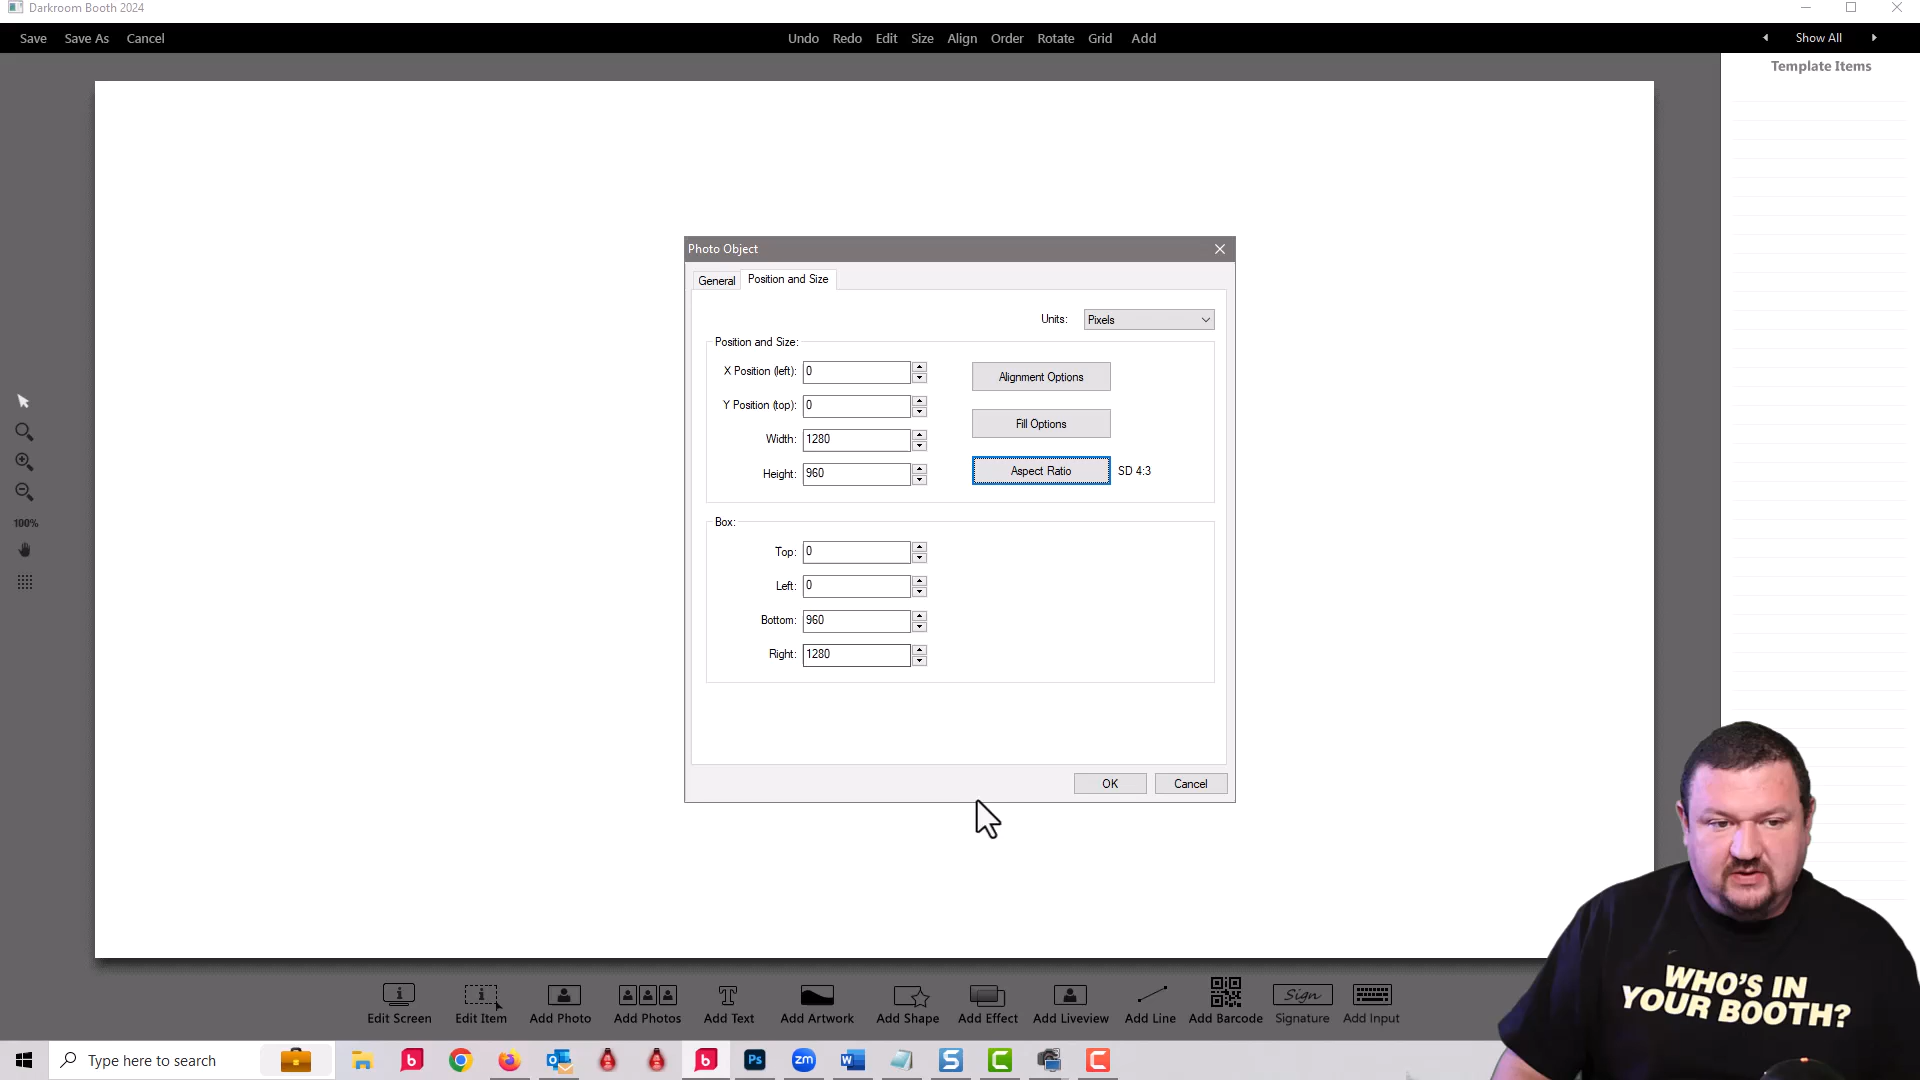 Darkroom Booth 2024
Save Save As Cancel Undo Redo Edit Size Align Order Rotate Grid Add Show All
Template Items
Photo Object
General Position and Size
Units: Pixels
Position and Size:
X Position (left): 0 Alignment Options
Y Position (top): 0 Fill Options
Width: 1280
Height: 960 Aspect Ratio SD 4:3
100%
Box:
Top: 0
Left: 0
Bottom: 960
Right: 1280
OK Cancel
WHO'S IN
YOUR BOOTH?
Sign
Edit Screen Edit Item Add Photo Add Photos Add Text Add Artwork Add Shape Add Effect Add Liveview Add Line Add Barcode Signature Add Input
Type here to search b b Ps zm W S C C